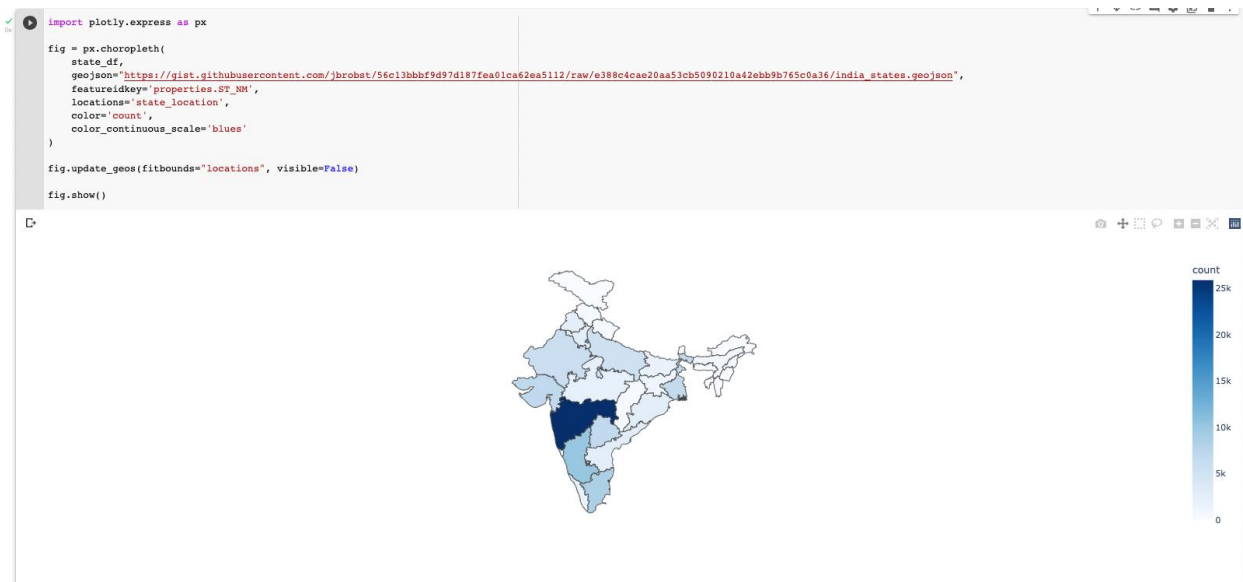 0s
import plotly.express as px
fig = px.choropleth(
state_df,
geojson="https://gist.githubusercontent.com/jbrobst/56c13bbbf9d97d187fea01ca62ea5112/raw/e388c4cae20aa53cb5090210a42ebb9b765c0a36/india_states.geojson",
featureidkey='properties.ST_NM',
locations='state_location',
color='count',
color_continuous_scale='blues'
)
fig.update_geos(fitbounds="locations", visible=False)
fig.show()
count
25k
20k
15k
10k
5k
0